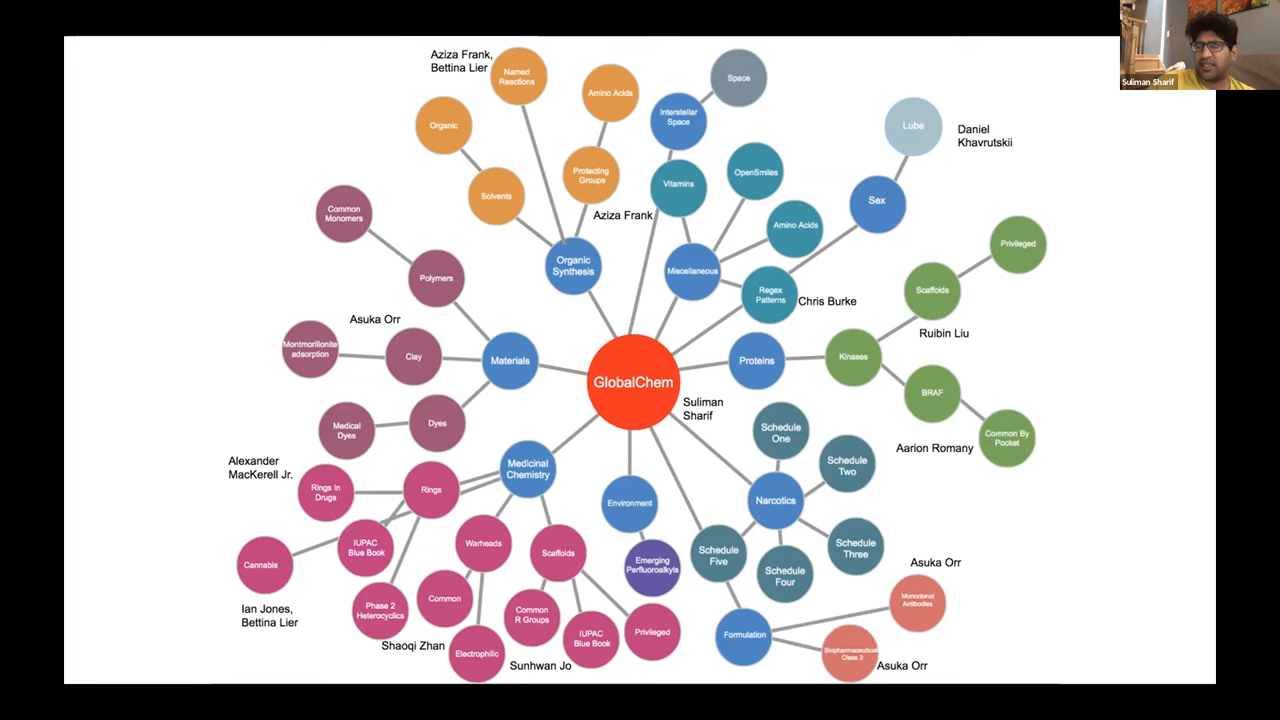 Suliman Sharif
Aziza Frank,
Bettina Lier
Named
Reactions
Amino Acids
Space
Organic
Interstellar
Space
Lube
Daniel
Khavrutskii
Protecting
Groups
OpenSmiles
Vitamins
Solvents
Sex
Common
Monomers
Aziza Frank
Amino Acids
Privileged
Organic
Synthesis
Miscellaneous
Polymers
Regex
Patterns
Chris Burke
Scaffolds
Asuka Orr
Ruibin Liu
Montmorillonite
adsorption
Clay
Materials
Proteins
Kinases
GlobalChem
BRAF
Suliman
Sharif
Medical
Dyes
Dyes
Schedule
One
Common By
Pocket
Aarion Romany
Alexander
MacKerell Jr.
Medicinal
Chemistry
Schedule
Two
Rings In
Drugs
Rings
Environment
Narcotics
IUPAC
Blue Book
Warheads
Scaffolds
Schedule
Five
Schedule
Three
Cannabis
Emerging
Perfluoroalkyls
Schedule
Four
Asuka Orr
Ian Jones,
Bettina Lier
Phase 2
Heterocyclics
Common
Common
R Groups
Monoclonal
Antibodies
Shaoqi Zhan
IUPAC
Blue Book
Privileged
Formulation
Electrophilic
Sunhwan Jo
Biopharmaceutical
Class 3
Asuka Orr